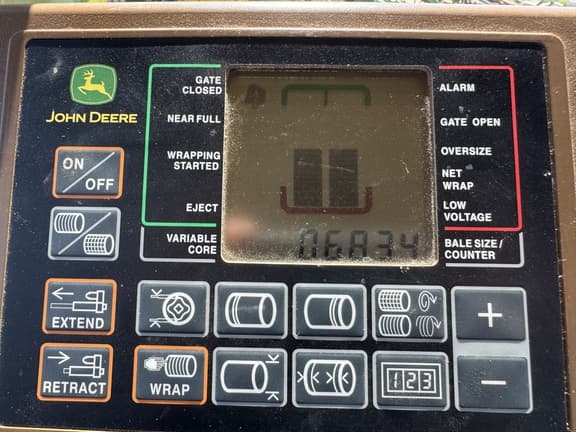 GATE
CLOSED
NEAR FULL
WRAPPING
STARTED
EJECT
VARIABLE
CORE
ALARM
GATE OPEN
OVERSIZE
NET
WRAP
LOW
VOLTAGE
BALE SIZE /
COUNTER
JOHN DEERE
ON
OFF
EXTEND
RETRACT
WRAP
123
+
−